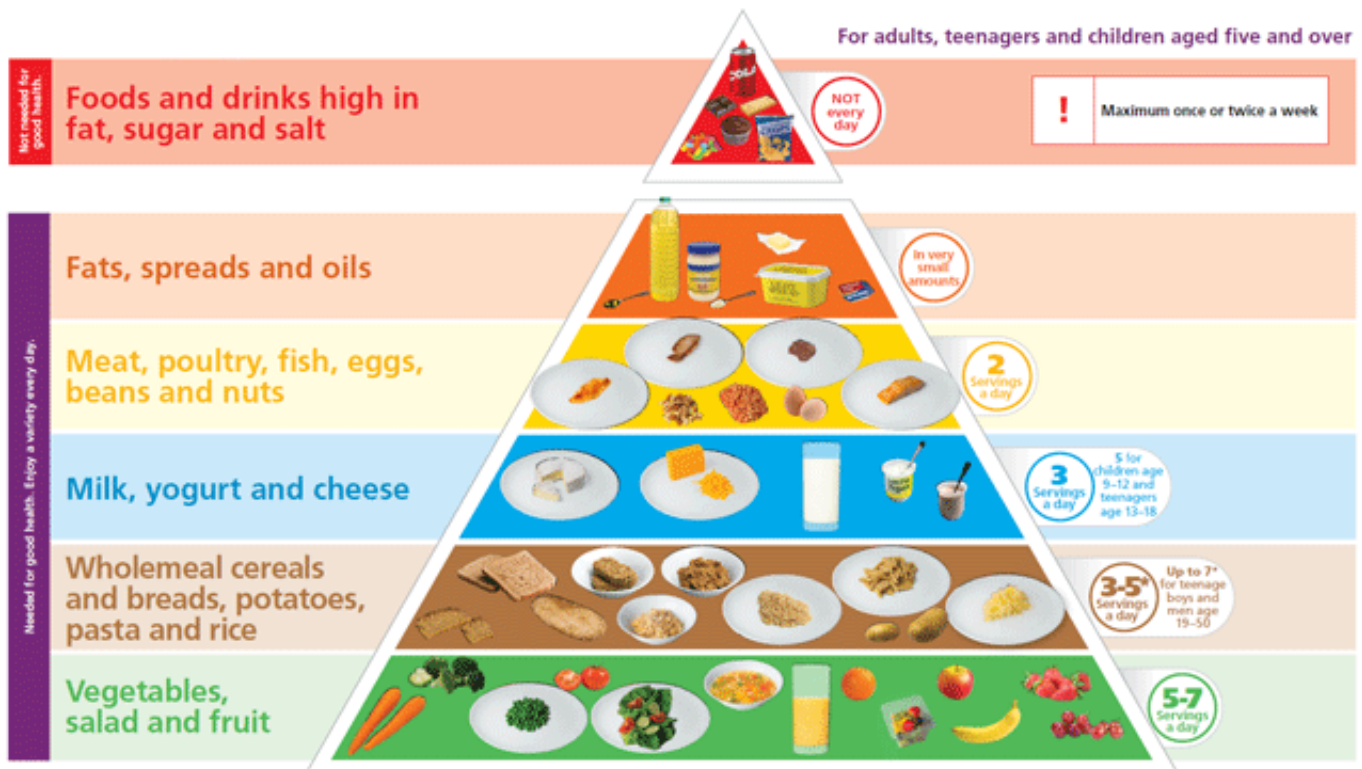 For adults, teenagers and children aged five and over
Not needed for
good health.
Foods and drinks high in
fat, sugar and salt
COLA
NOT
every
day
!
Maximum once or twice a week
Needed for good health. Enjoy a variety every day.
Fats, spreads and oils
In very
small
amounts
Meat, poultry, fish, eggs,
beans and nuts
2
Servings
a day
Milk, yogurt and cheese
3
Servings
a day
5 for
children age
9–12 and
teenagers
age 13–18
Wholemeal cereals
and breads, potatoes,
pasta and rice
3-5*
Servings
a day
Up to 7*
for teenage
boys and
men age
19–50
Vegetables,
salad and fruit
5-7
Servings
a day